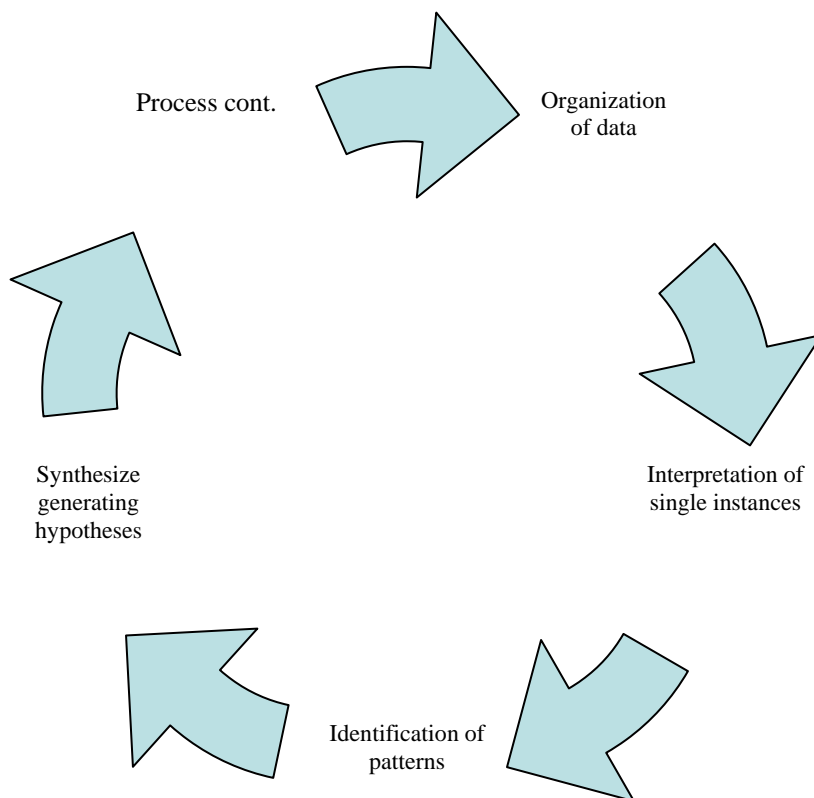 Process cont.
Organization
of data
Interpretation of
single instances
Identification of
patterns
Synthesize
generating
hypotheses